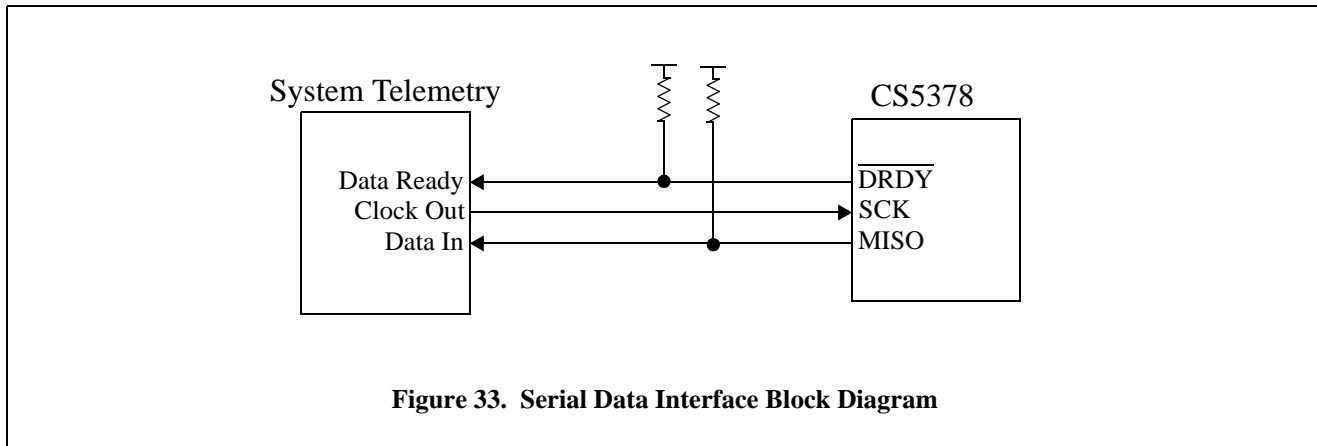 System Telemetry
CS5378
Data Ready
DRDY
Clock Out
SCK
Data In
MISO
Figure 33. Serial Data Interface Block Diagram